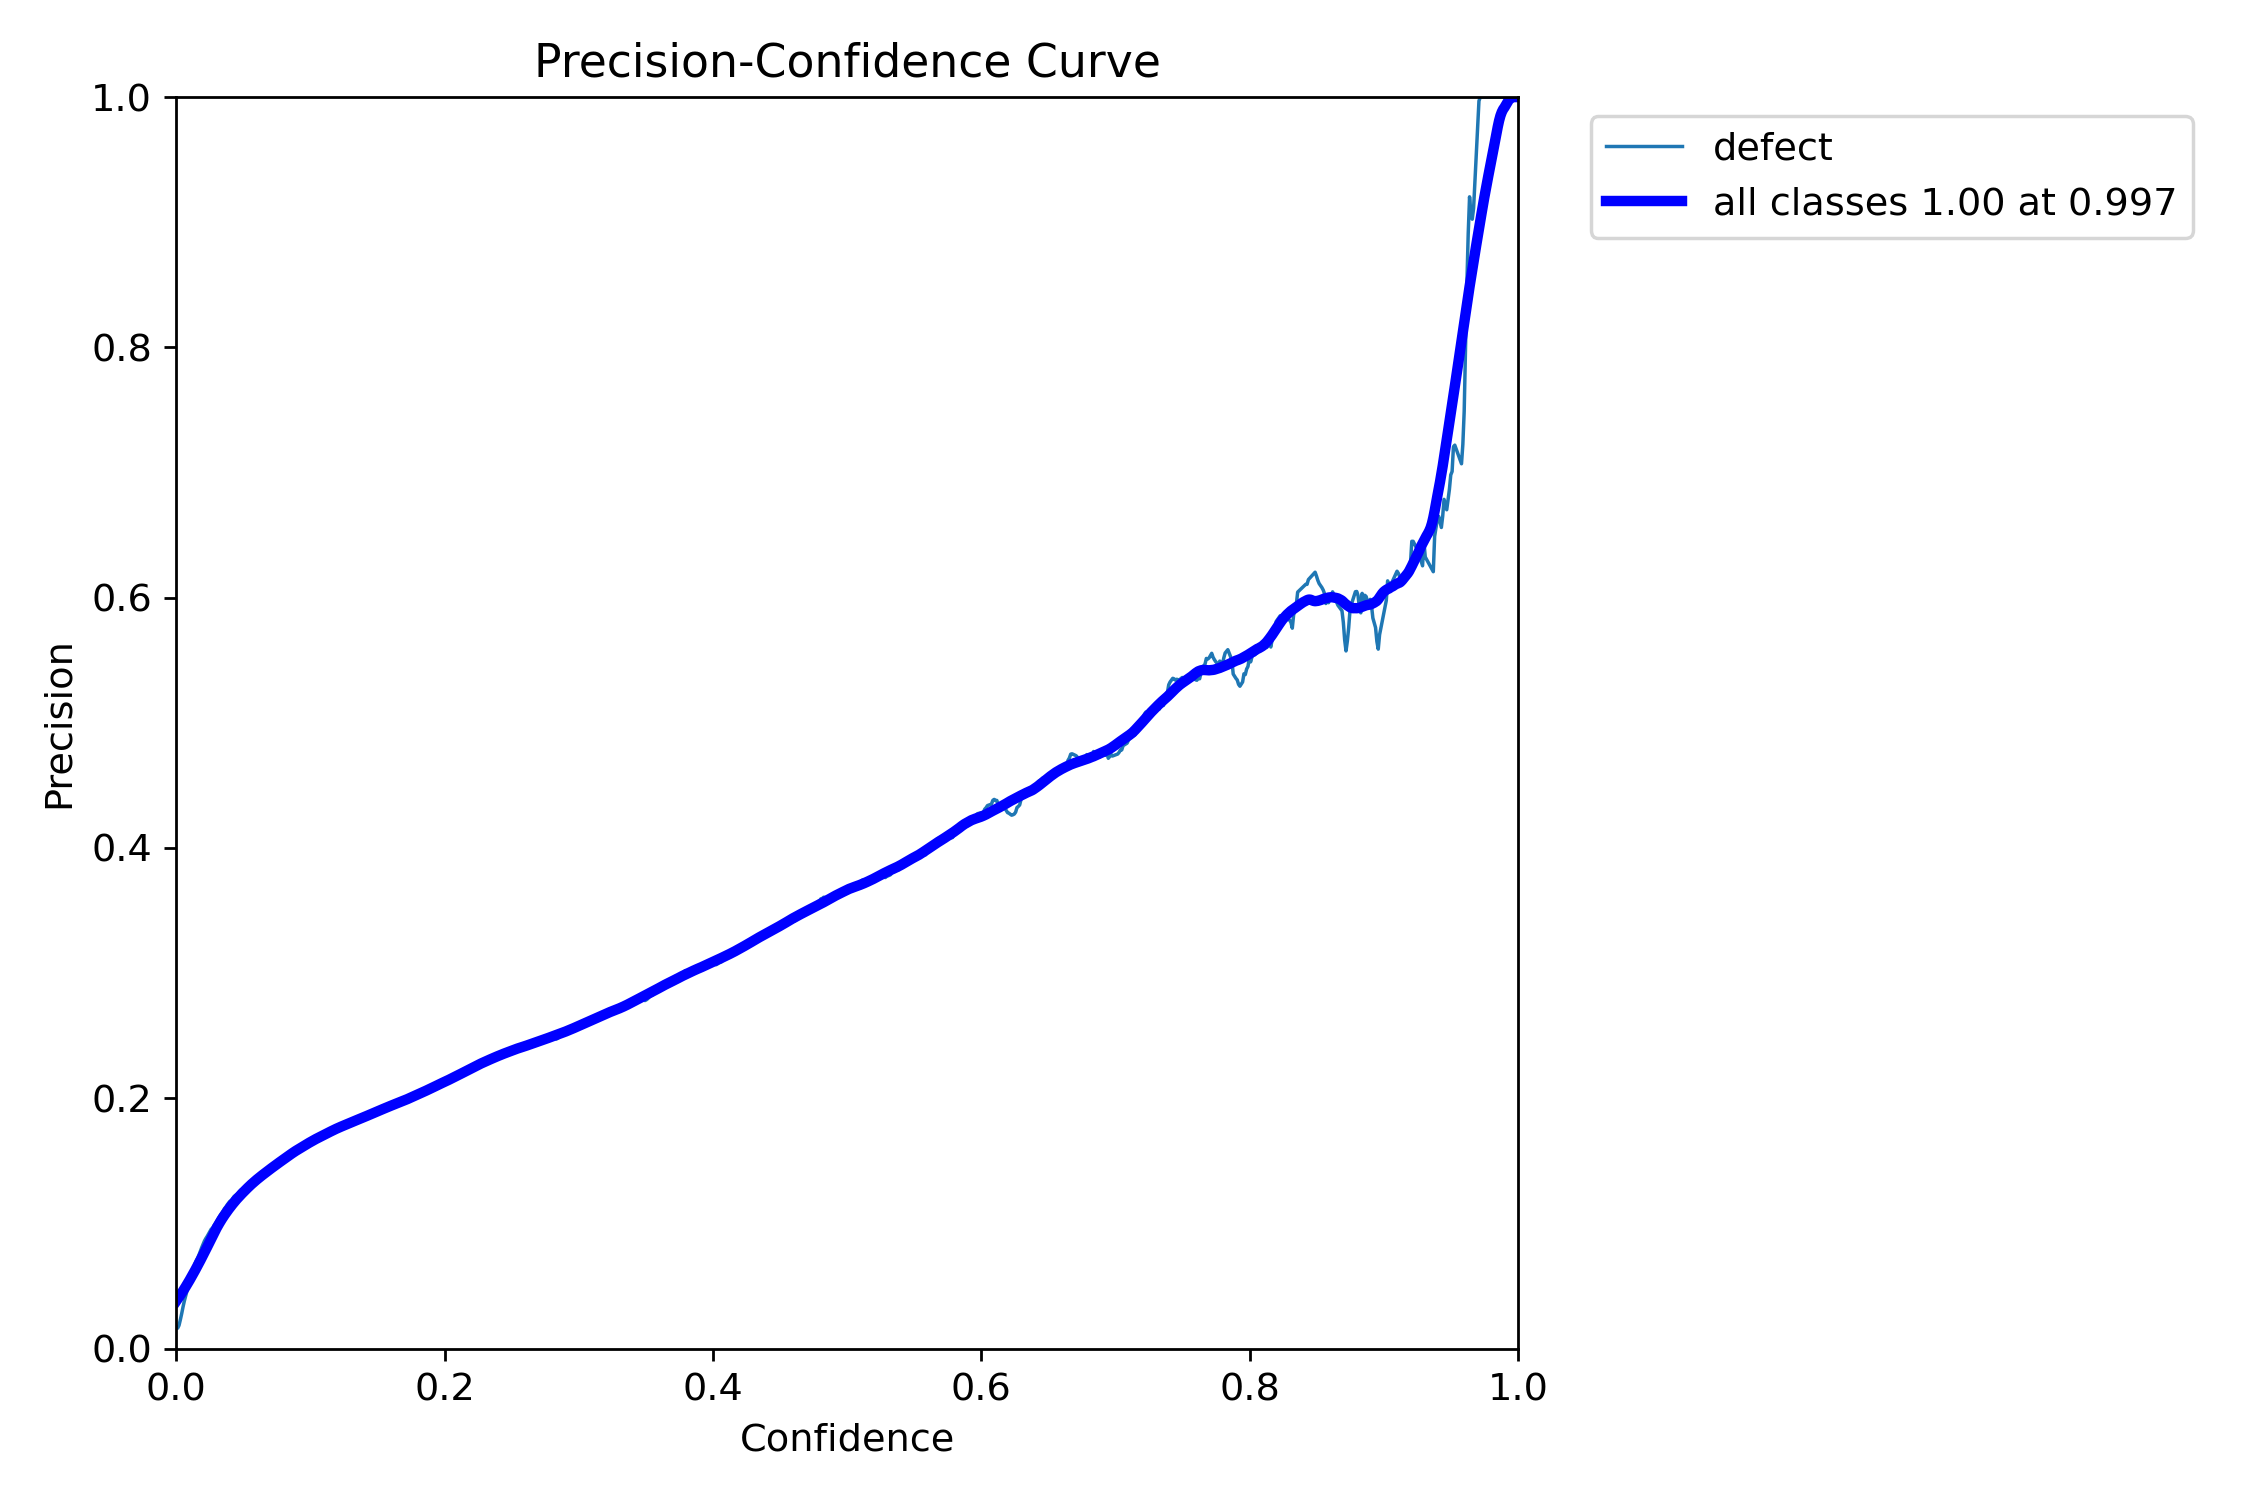 Precision-Confidence Curve
1.0
0.8
0.6
0.4
0.2
0.0
Precision
0.0 0.2 0.4 0.6 0.8 1.0
Confidence
defect
all classes 1.00 at 0.997